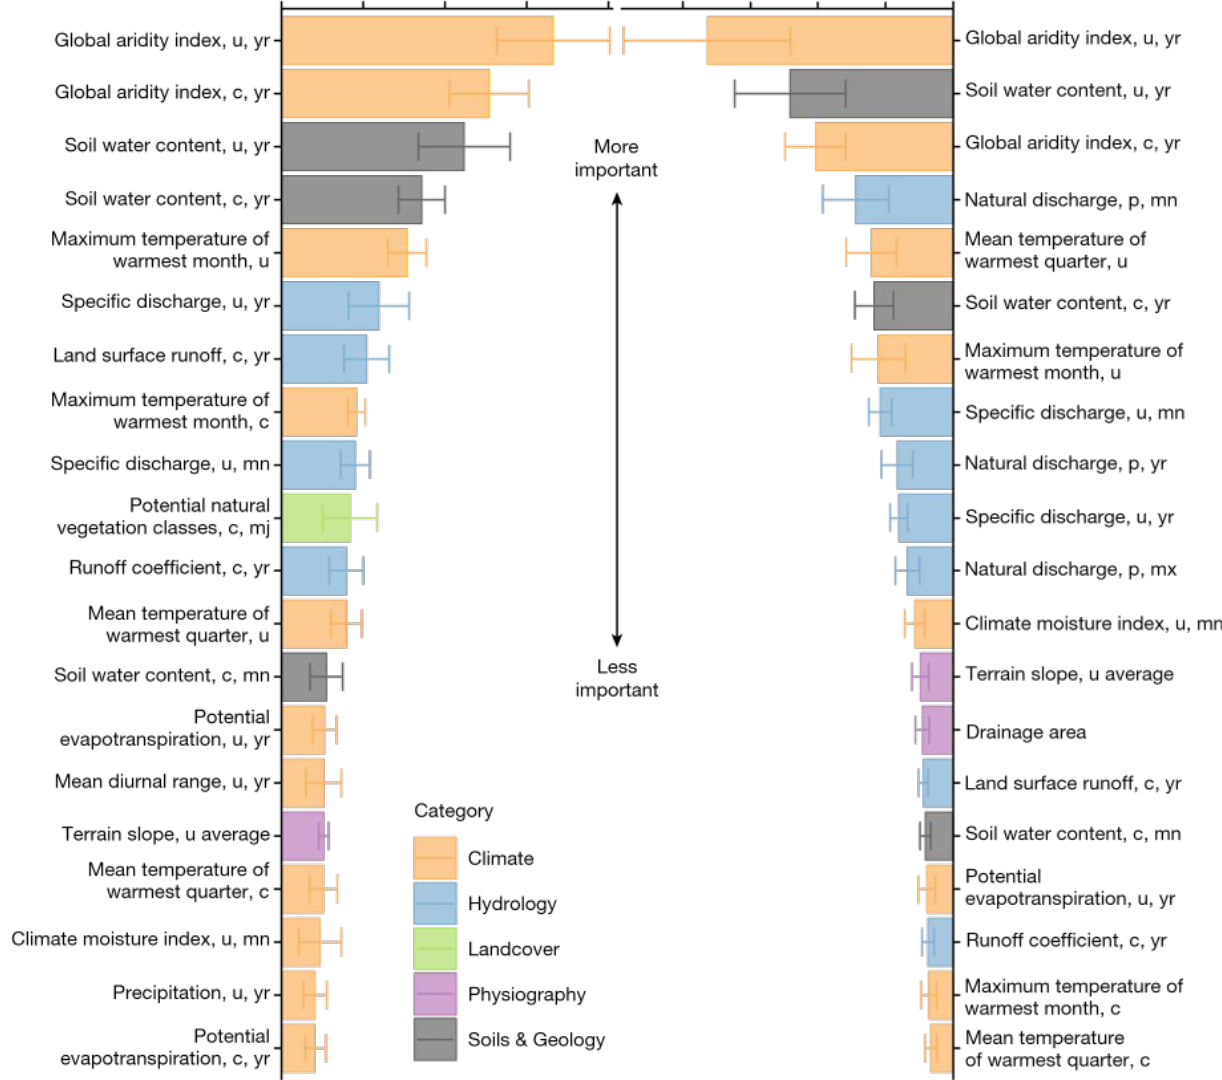 Global aridity index, u, yr
Global aridity index, c, yr
Soil water content, u, yr
Soil water content, c, yr
Maximum temperature of
warmest month, u
Specific discharge, u, yr
Land surface runoff, c, yr
Maximum temperature of
warmest month, c
Specific discharge, u, mn
Potential natural
vegetation classes, c, mj
Runoff coefficient, c, yr
Mean temperature of
warmest quarter, u
Soil water content, c, mn
Potential
evapotranspiration, u, yr
Mean diurnal range, u, yr
Terrain slope, u average
Mean temperature of
warmest quarter, c
Climate moisture index, u, mn
Precipitation, u, yr
Potential
evapotranspiration, c, yr
More
important
Less
important
Category
Climate
Hydrology
Landcover
Physiography
Soils & Geology
Global aridity index, u, yr
Soil water content, u, yr
Global aridity index, c, yr
Natural discharge, p, mn
Mean temperature of
warmest quarter, u
Soil water content, c, yr
Maximum temperature of
warmest month, u
Specific discharge, u, mn
Natural discharge, p, yr
Specific discharge, u, yr
Natural discharge, p, mx
Climate moisture index, u, mn
Terrain slope, u average
Drainage area
Land surface runoff, c, yr
Soil water content, c, mn
Potential
evapotranspiration, u, yr
Runoff coefficient, c, yr
Maximum temperature of
warmest month, c
Mean temperature
of warmest quarter, c